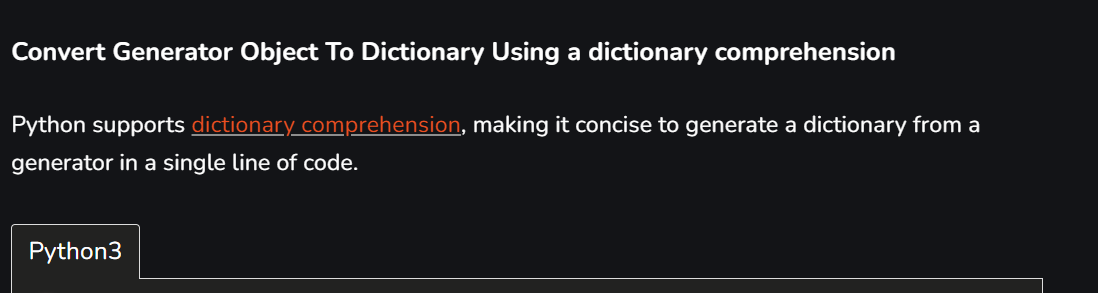 Convert Generator Object To Dictionary Using a dictionary comprehension
Python supports dictionary comprehension, making it concise to generate a dictionary from a
generator in a single line of code.
Python3